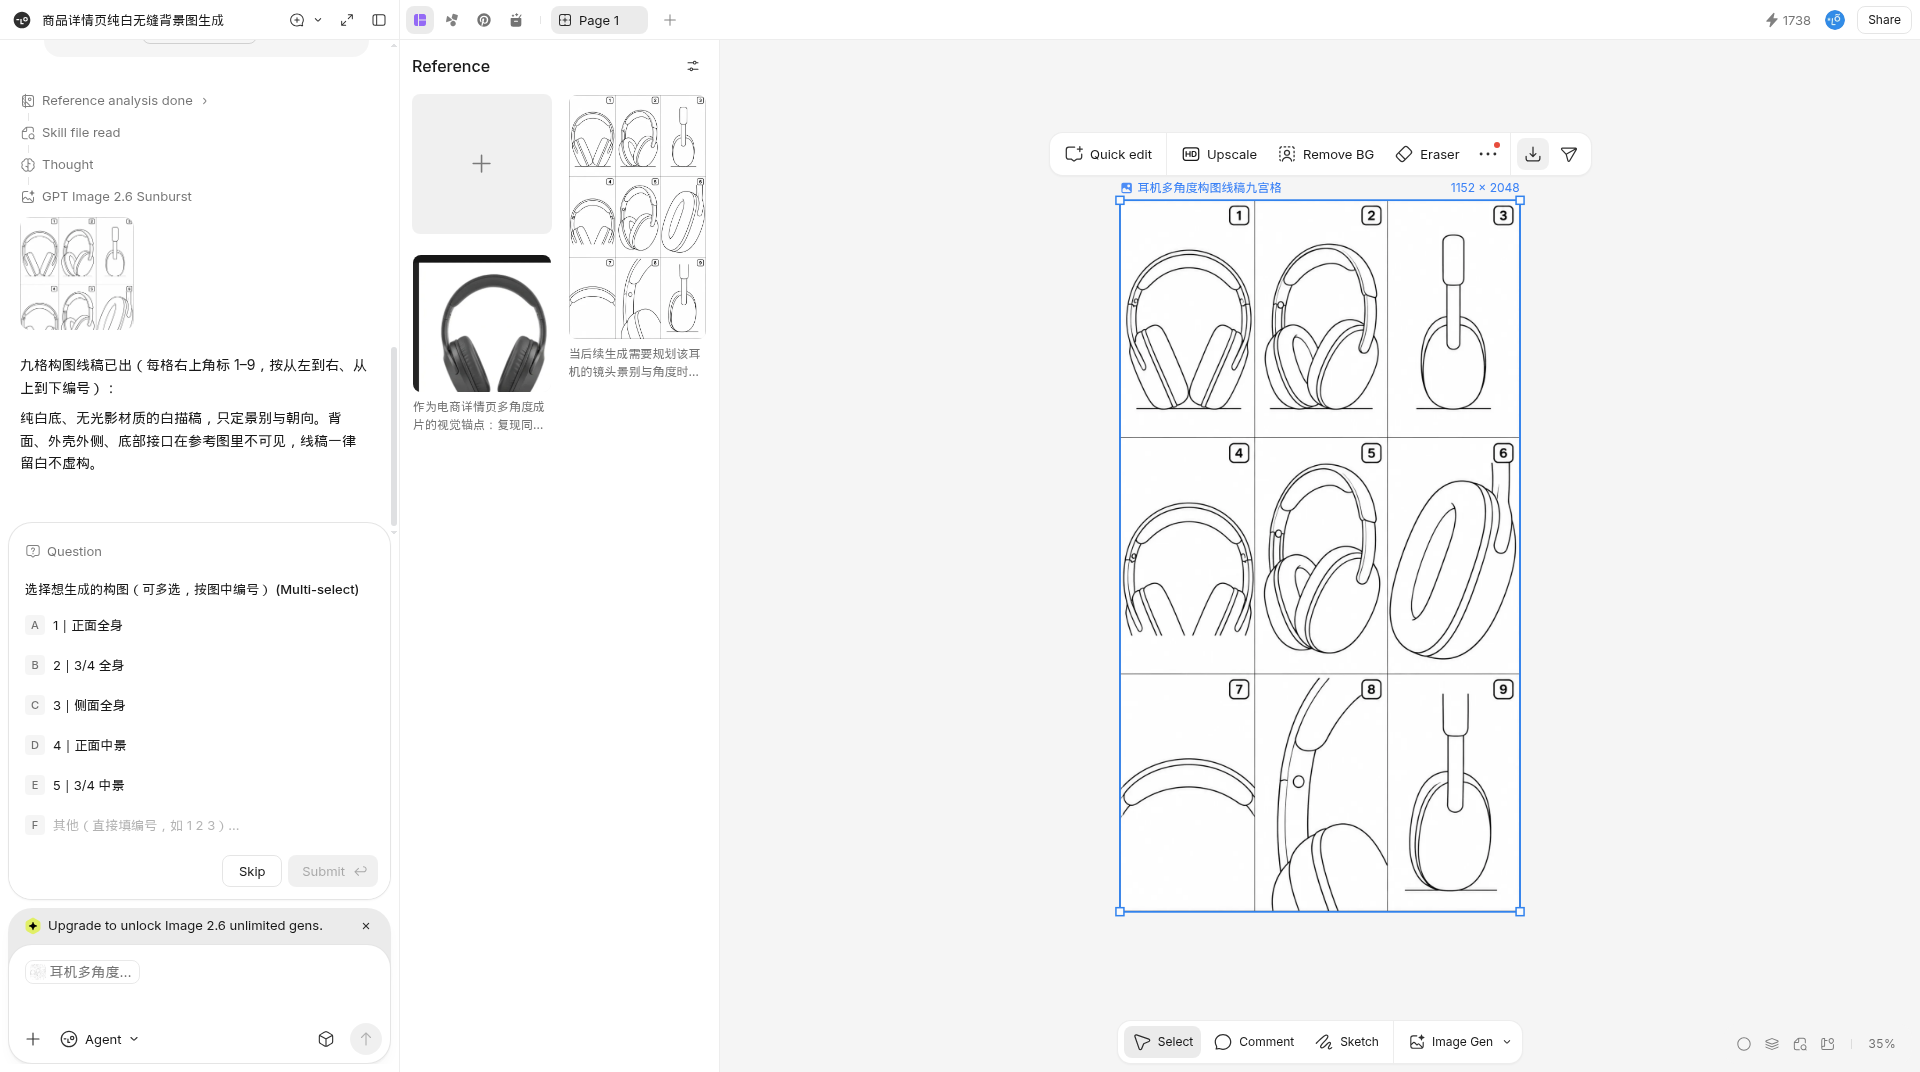 商品详情页纯白无缝背景图生成
Page 1
1738
Share
Reference analysis done
Skill file read
Thought
GPT Image 2.6 Sunburst
九格构图线稿已出（每格右上角标 1–9，按从左到右、从
上到下编号）：
纯白底、无光影材质的白描稿，只定景别与朝向。背
面、外壳外侧、底部接口在参考图里不可见，线稿一律
留白不虚构。
Question
选择想生成的构图（可多选，按图中编号） (Multi-select)
A 1｜正面全身
B 2｜3/4 全身
C 3｜侧面全身
D 4｜正面中景
E 5｜3/4 中景
F 其他（直接填编号，如 1 2 3）...
Skip
Submit
Upgrade to unlock Image 2.6 unlimited gens.
耳机多角度...
Agent
Reference
当后续生成需要规划该耳
机的镜头景别与角度时...
作为电商详情页多角度成
片的视觉锚点：复现同...
Quick edit
HD Upscale
Remove BG
Eraser
耳机多角度构图线稿九宫格
1152 × 2048
1
2
3
4
5
6
7
8
9
Select
Comment
Sketch
Image Gen
35%